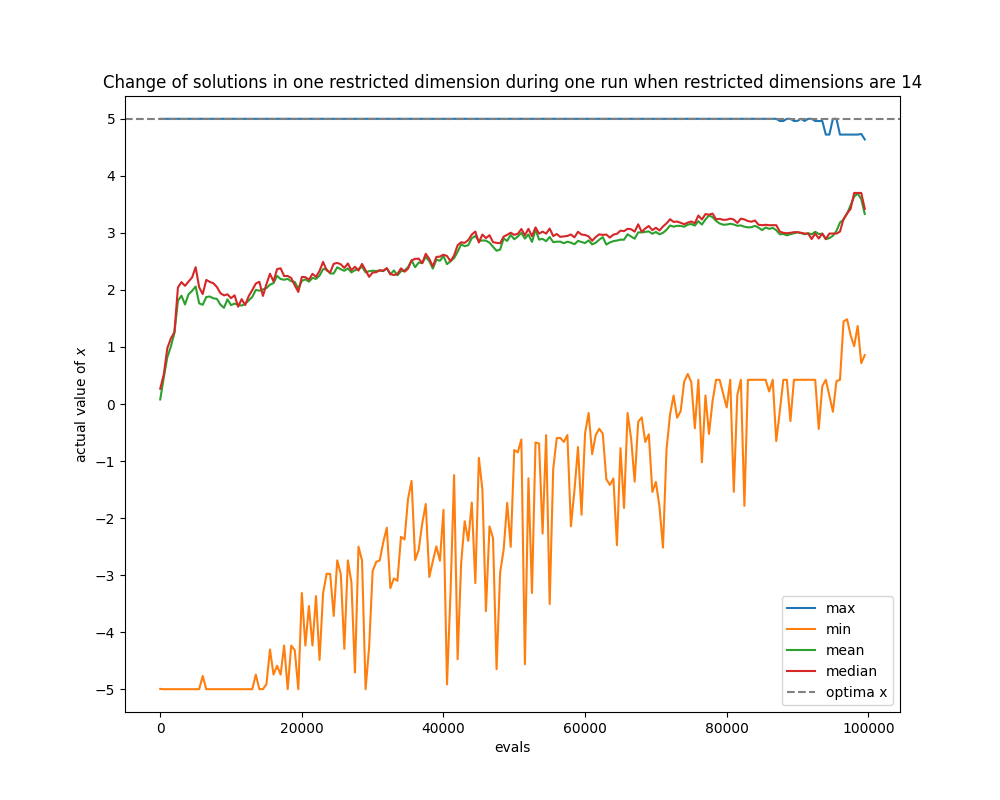 Change of solutions in one restricted dimension during one run when restricted dimensions are 14
5
4
3
2
1
0
−1
−2
−3
−4
−5
actual value of x
0
20000
40000
60000
80000
100000
evals
max
min
mean
median
optima x